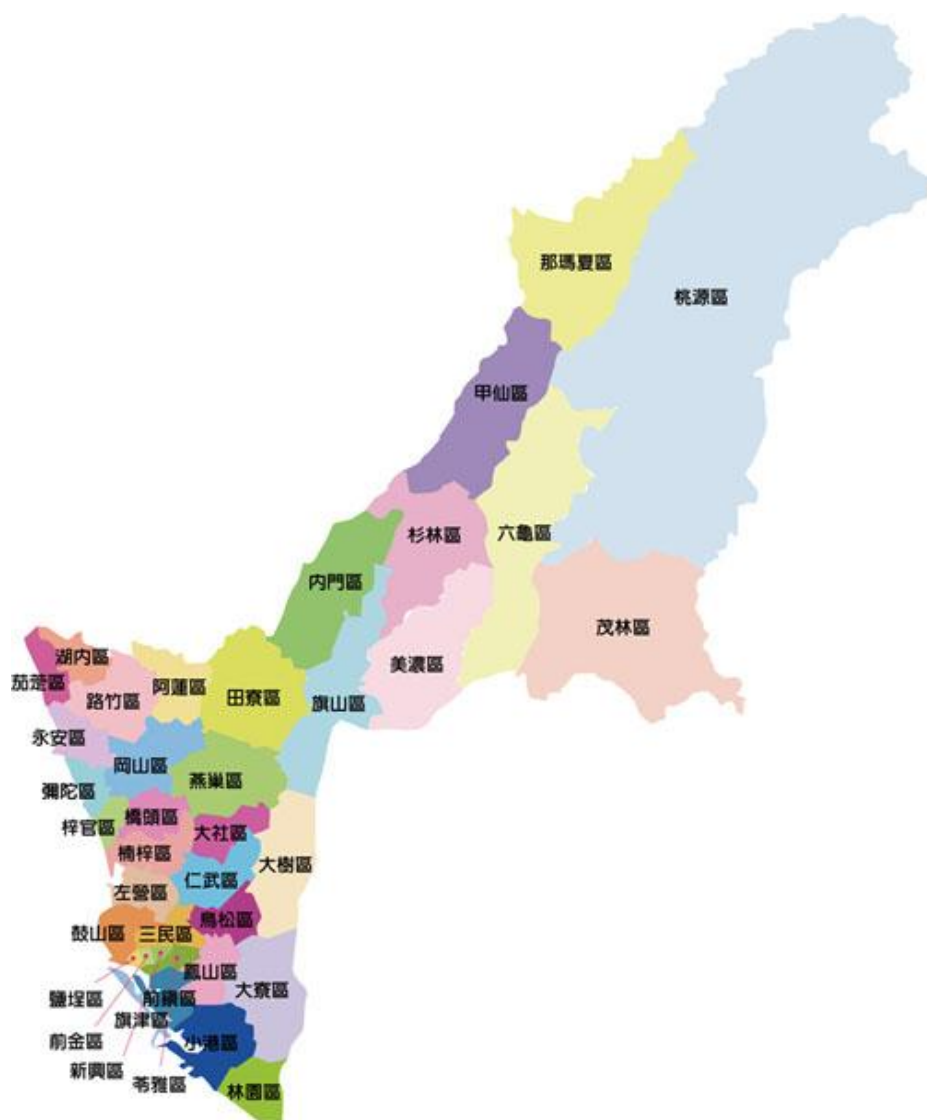 那瑪夏區
桃源區
甲仙區
杉林區
六龜區
內門區
茂林區
美濃區
湖內區
茄萣區
路竹區
阿蓮區
田寮區
旗山區
永安區
岡山區
燕巢區
彌陀區
梓官區
橋頭區
大社區
楠梓區
仁武區
大樹區
左營區
鳥松區
鼓山區
三民區
鳳山區
大寮區
鹽埕區
前鎮區
旗津區
前金區
小港區
新興區
苓雅區
林園區